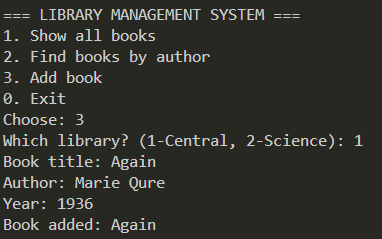 === LIBRARY MANAGEMENT SYSTEM ===
1. Show all books
2. Find books by author
3. Add book
0. Exit
Choose: 3
Which library? (1-Central, 2-Science): 1
Book title: Again
Author: Marie Qure
Year: 1936
Book added: Again